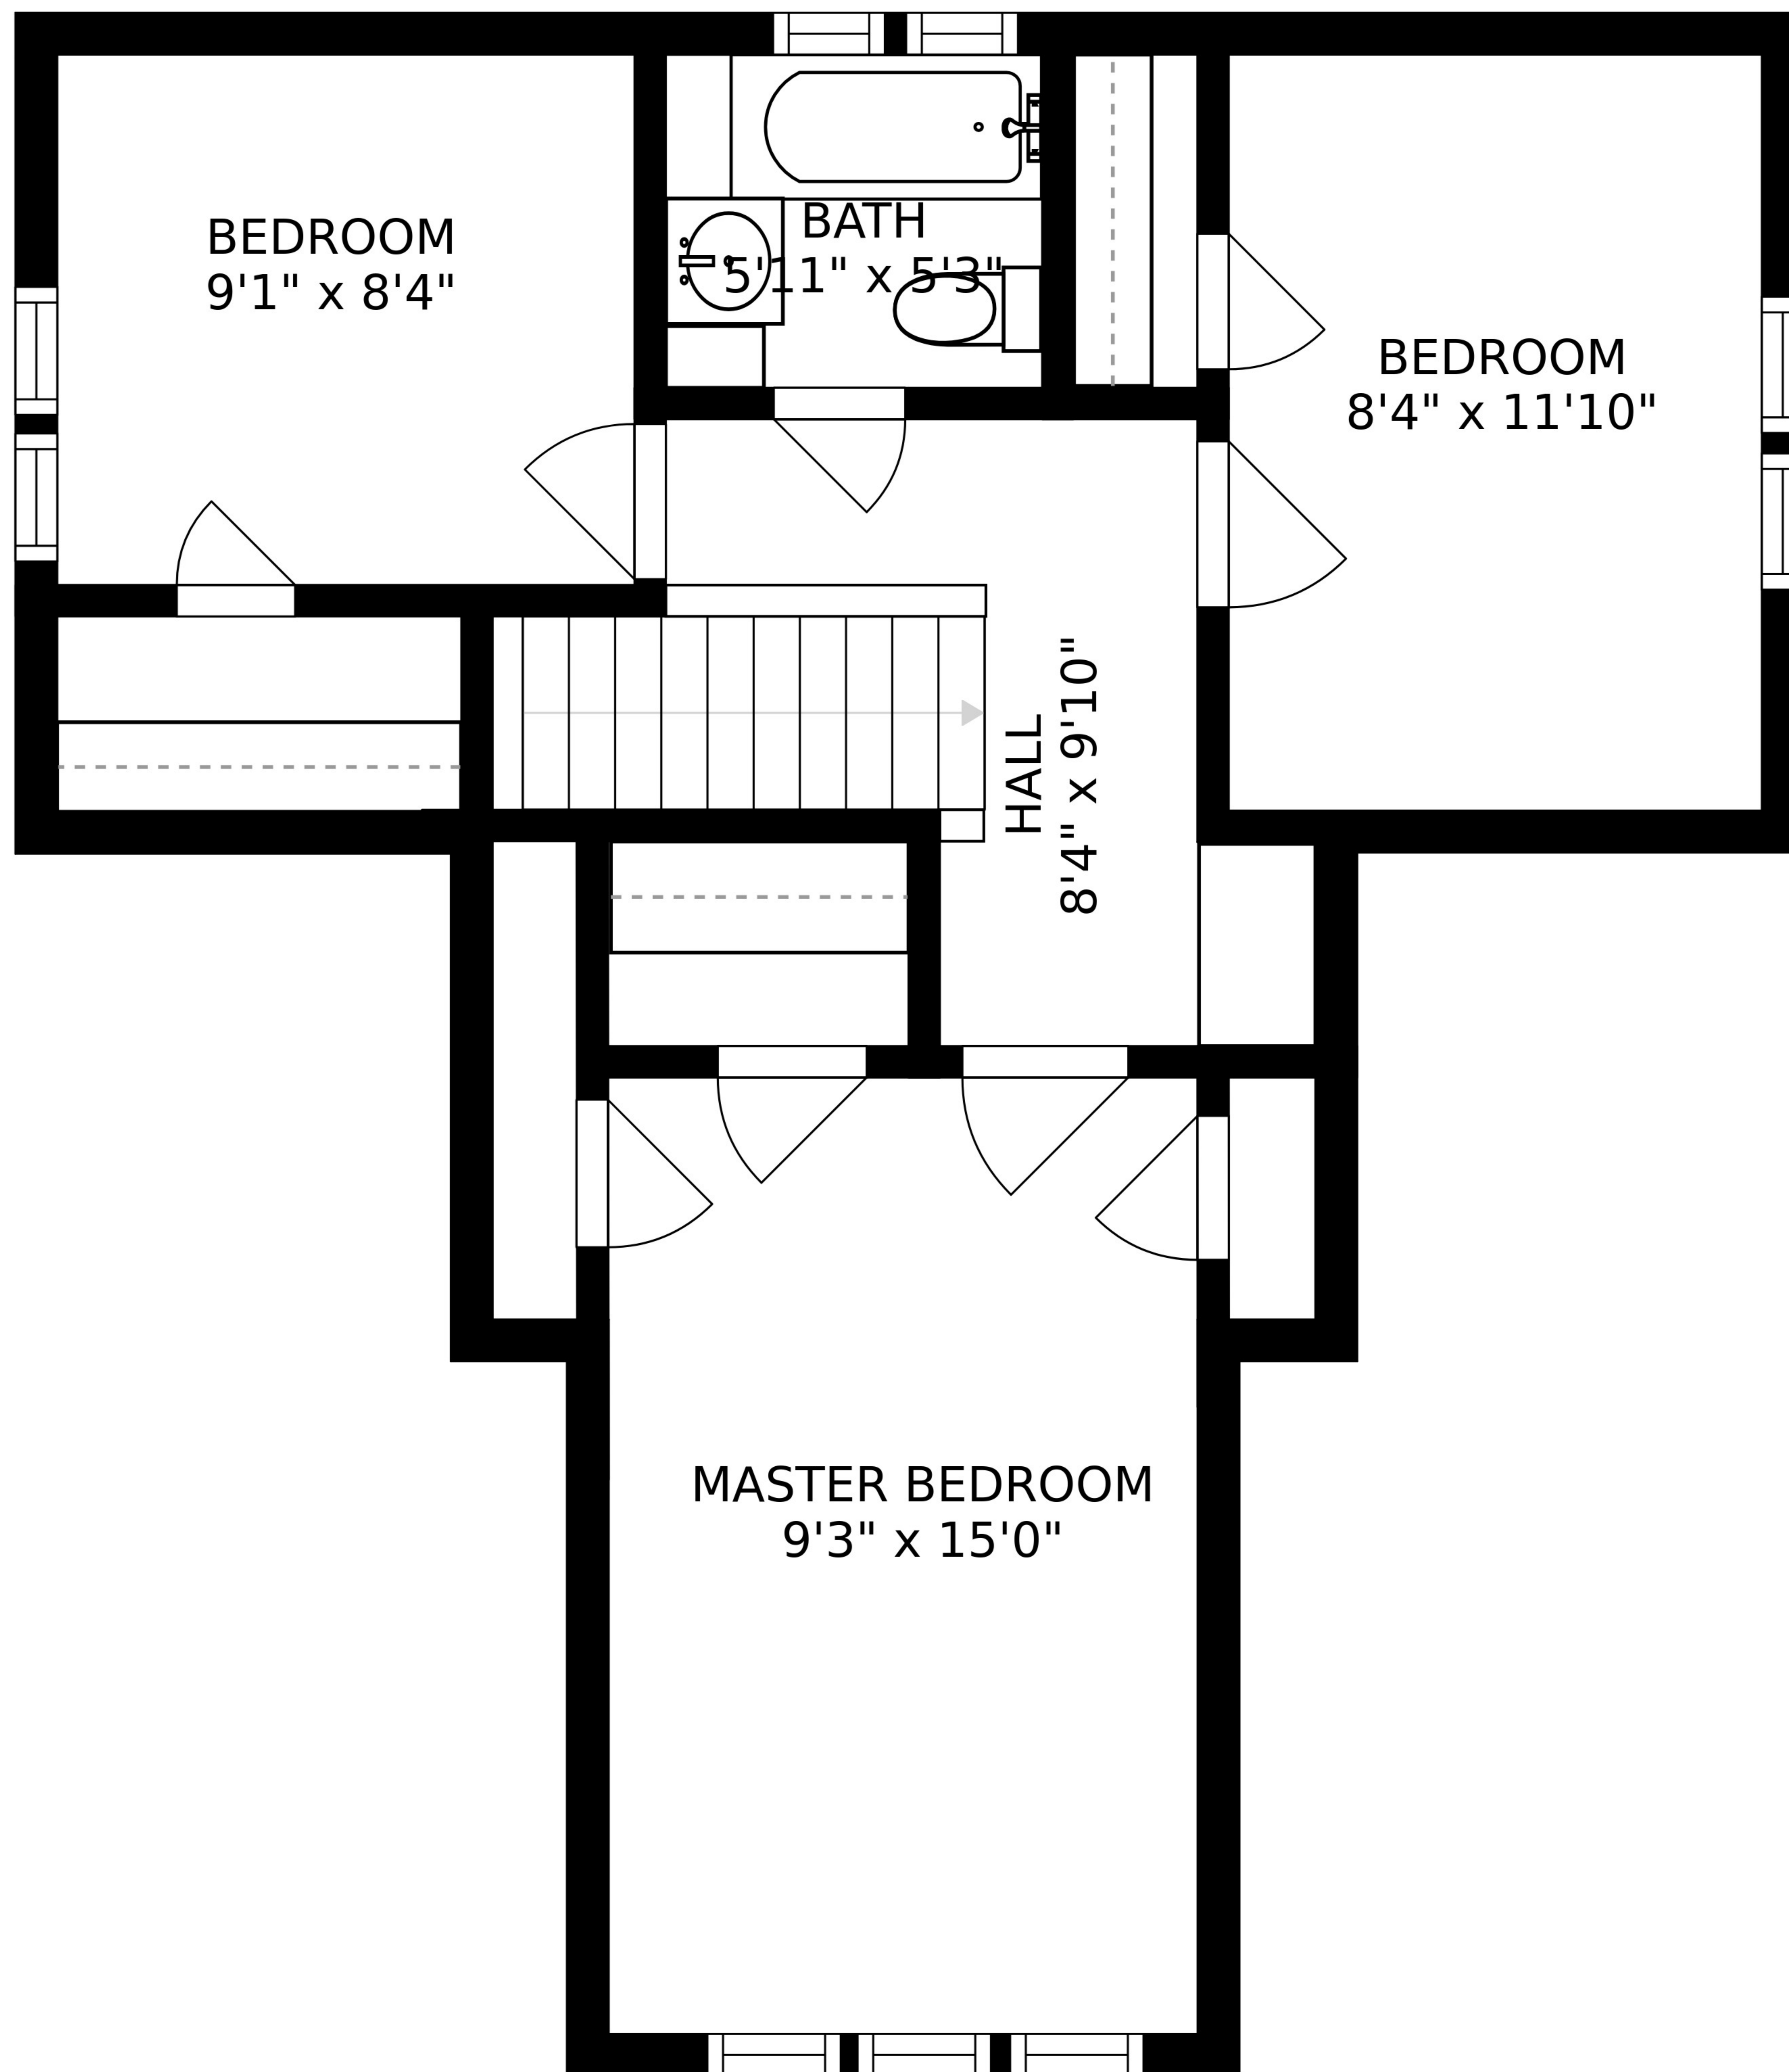 BEDROOM
9'1" x 8'4"
BATH
5'11" x 5'3"
BEDROOM
8'4" x 11'10"
HALL
8'4" x 9'10"
MASTER BEDROOM
9'3" x 15'0"